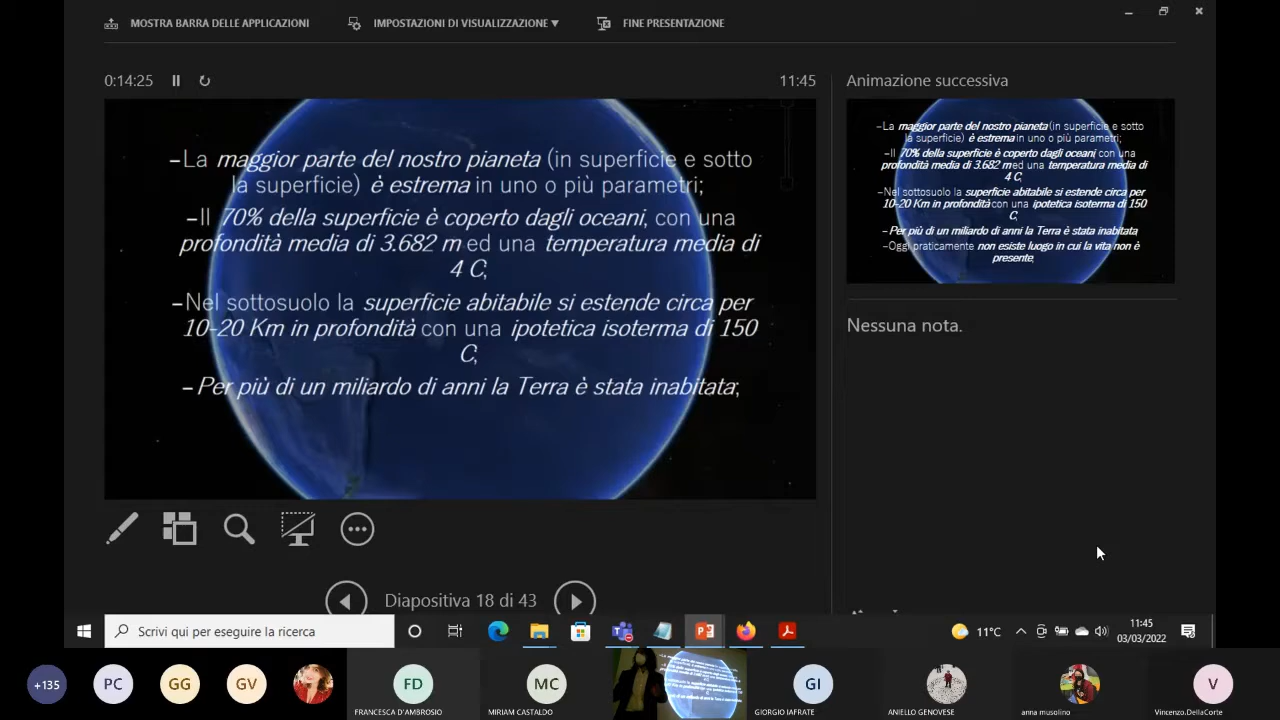 MOSTRA BARRA DELLE APPLICAZIONI
IMPOSTAZIONI DI VISUALIZZAZIONE ▼
FINE PRESENTAZIONE
0:14:25
11:45
–La maggior parte del nostro pianeta (in superficie e sotto
la superficie) è estrema in uno o più parametri;
–Il 70% della superficie è coperto dagli oceani, con una
profondità media di 3.682 m ed una temperatura media di
4 C;
–Nel sottosuolo la superficie abitabile si estende circa per
10-20 Km in profondità con una ipotetica isoterma di 150
C;
– Per più di un miliardo di anni la Terra è stata inabitata;
Animazione successiva
–La maggior parte del nostro pianeta (in superficie e sotto
la superficie) è estrema in uno o più parametri;
–Il 70% della superficie è coperto dagli oceani con una
profondità media di 3.682 m ed una temperatura media di
4 C;
–Nel sottosuolo la superficie abitabile si estende circa per
10-20 Km in profondità con una ipotetica isoterma di 150
C;
– Per più di un miliardo di anni la Terra è stata inabitata
–Oggi praticamente non esiste luogo in cui la vita non è
presente;
Nessuna nota.
Diapositiva 18 di 43
Scrivi qui per eseguire la ricerca
11°C
11:45
03/03/2022
+135
PC
GG
GV
FD
FRANCESCA D'AMBROSIO
MC
MIRIAM CASTALDO
GI
GIORGIO IAFRATE
ANIELLO GENOVESE
anna musolino
V
Vincenzo.DellaCorte